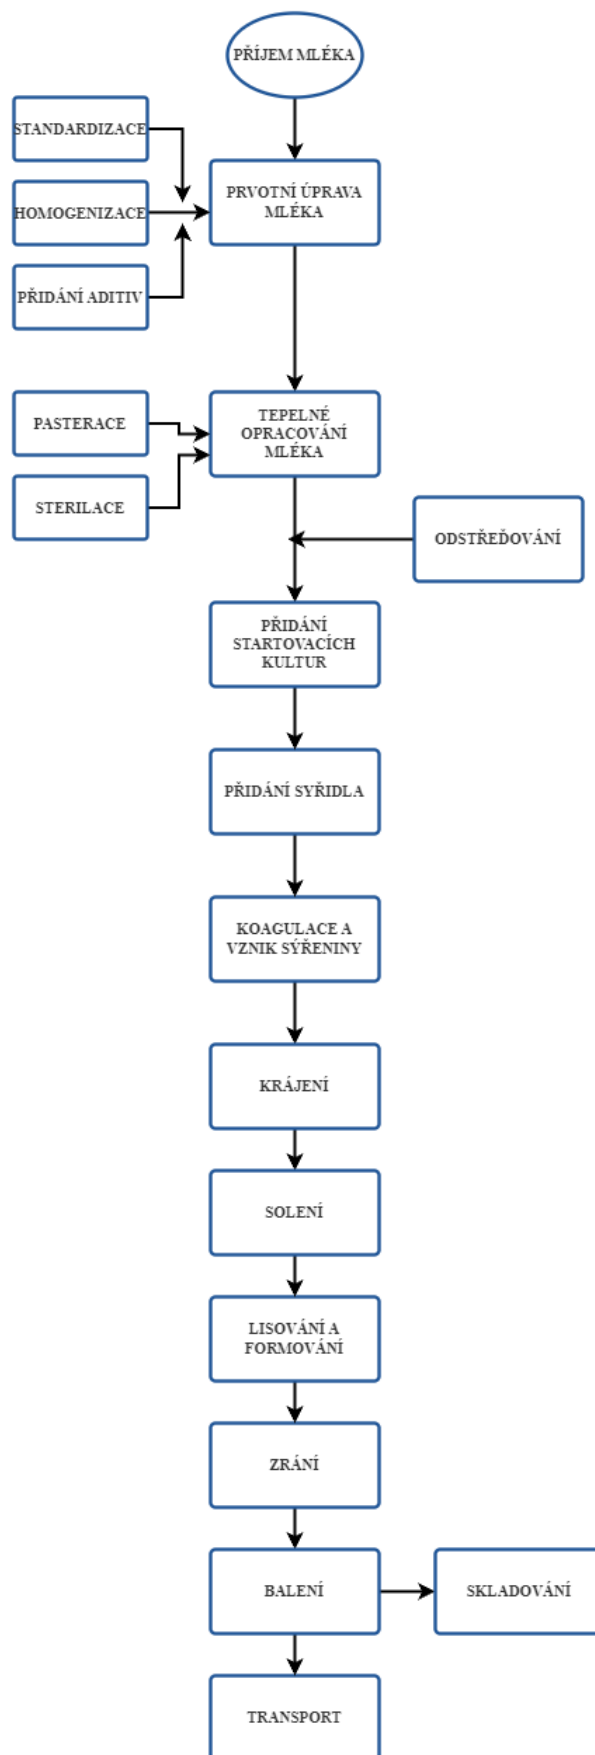 PŘÍJEM MLÉKA
STANDARDIZACE
HOMOGENIZACE
PŘIDÁNÍ ADITIV
PRVOTNÍ ÚPRAVA
MLÉKA
PASTERACE
STERILACE
TEPELNÉ
OPRACOVÁNÍ
MLÉKA
ODSTŘEĎOVÁNÍ
PŘIDÁNÍ
STARTOVACÍCH
KULTUR
PŘIDÁNÍ SYŘIDLA
KOAGULACE A
VZNIK SÝŘENINY
KRÁJENÍ
SOLENÍ
LISOVÁNÍ A
FORMOVÁNÍ
ZRÁNÍ
BALENÍ
SKLADOVÁNÍ
TRANSPORT